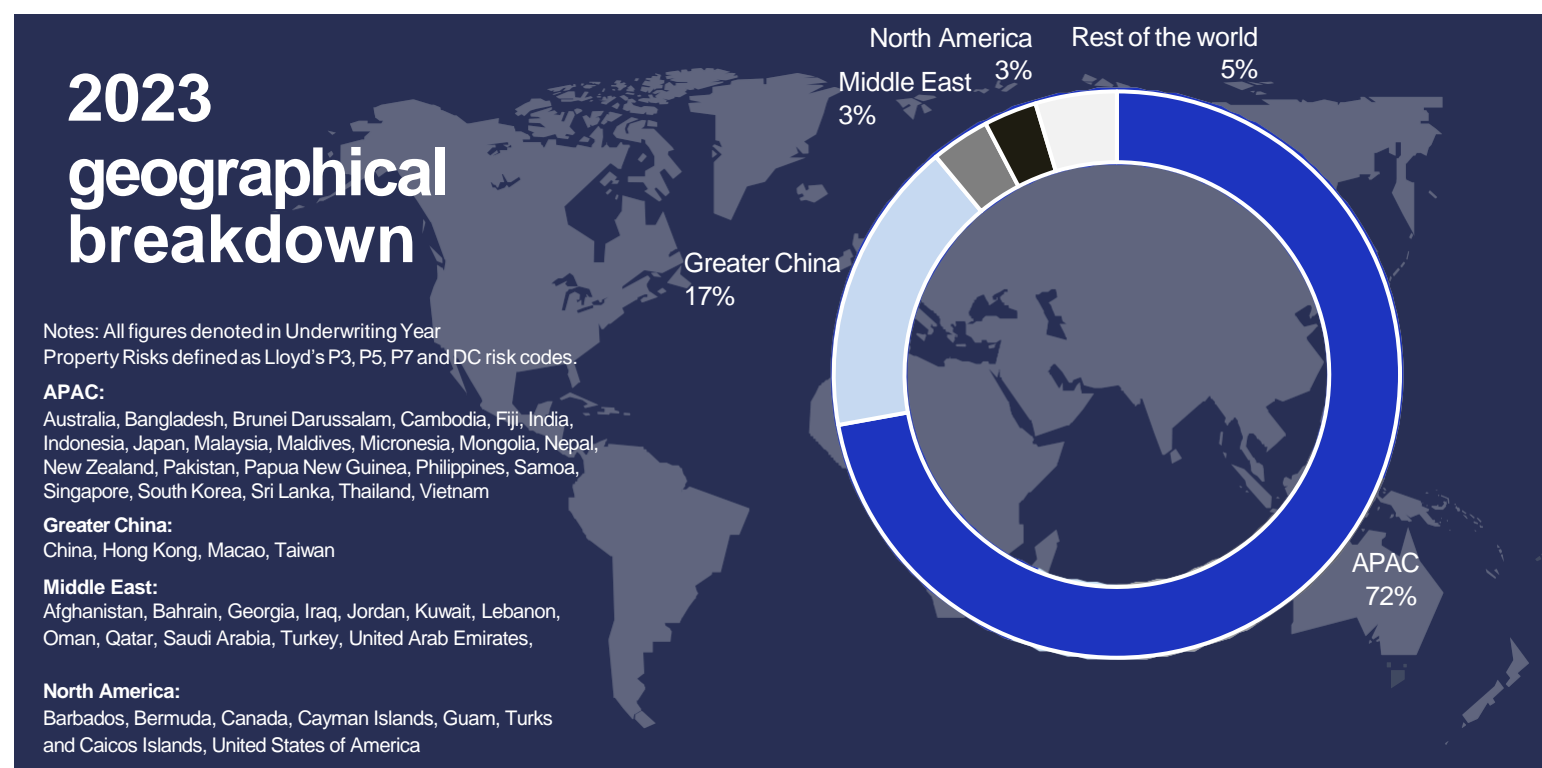 2023
geographical
breakdown
Notes: All figures denoted in Underwriting Year
Property Risks defined as Lloyd’s P3, P5, P7 and DC risk codes.
APAC:
Australia, Bangladesh, Brunei Darussalam, Cambodia, Fiji, India,
Indonesia, Japan, Malaysia, Maldives, Micronesia, Mongolia, Nepal,
New Zealand, Pakistan, Papua New Guinea, Philippines, Samoa,
Singapore, South Korea, Sri Lanka, Thailand, Vietnam
Greater China:
China, Hong Kong, Macao, Taiwan
Middle East:
Afghanistan, Bahrain, Georgia, Iraq, Jordan, Kuwait, Lebanon,
Oman, Qatar, Saudi Arabia, Turkey, United Arab Emirates,
North America:
Barbados, Bermuda, Canada, Cayman Islands, Guam, Turks
and Caicos Islands, United States of America
North America
3%
Rest of the world
5%
Middle East
3%
Greater China
17%
APAC
72%